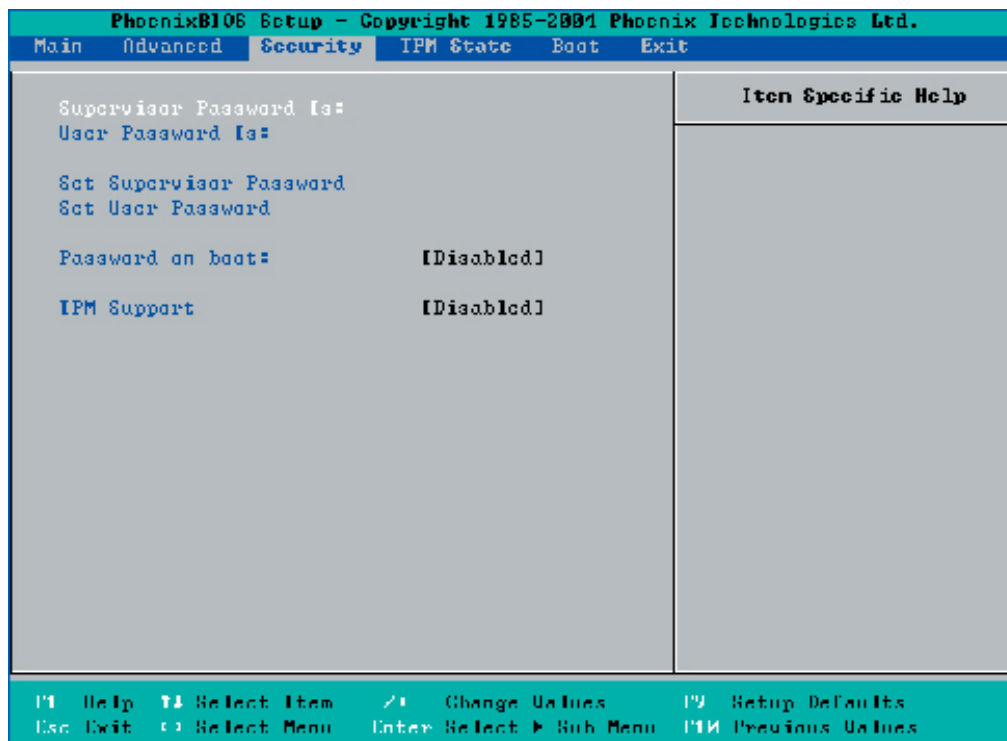 PhoenixBIOS Setup - Copyright 1985-2004 Phoenix Technologies Ltd.
Main Advanced Security TPM State Boot Exit
Item Specific Help
Supervisor Password Is:
User Password Is:
Set Supervisor Password
Set User Password
Password on boot: [Disabled]
TPM Support [Disabled]
F1 Help ↑↓ Select Item -/+ Change Values F9 Setup Defaults
Esc Exit Select Menu Enter Select ▶ Sub Menu F10 Previous Values